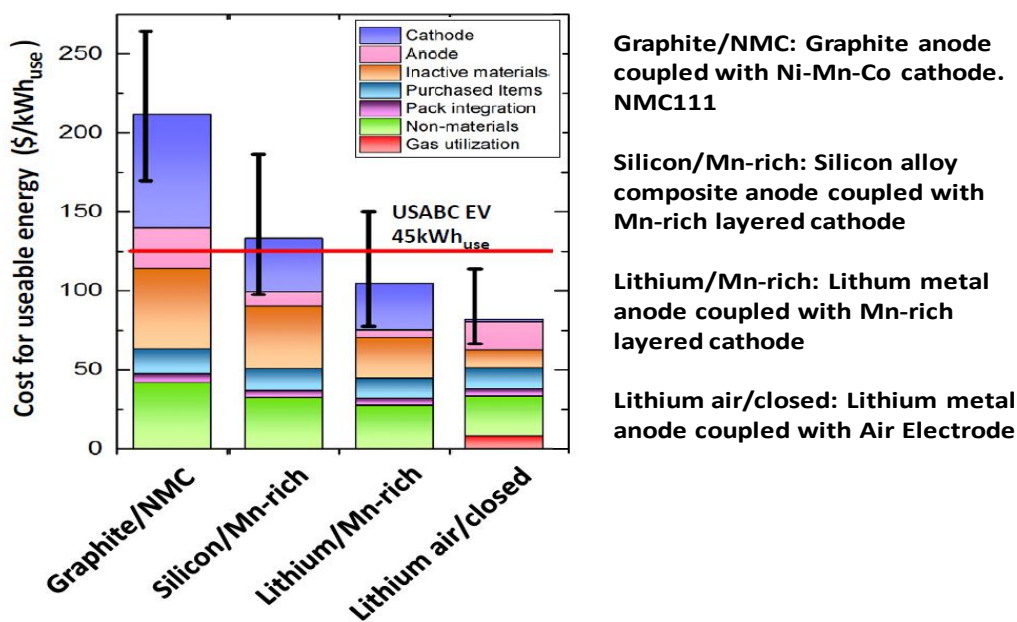 Cost for useable energy ($/kWhuse)
250
200
150
100
50
0
Cathode
Anode
Inactive materials
Purchased Items
Pack integration
Non-materials
Gas utilization
USABC EV
45kWhuse
Graphite/NMC
Silicon/Mn-rich
Lithium/Mn-rich
Lithium air/closed
Graphite/NMC: Graphite anode
coupled with Ni-Mn-Co cathode.
NMC111
Silicon/Mn-rich: Silicon alloy
composite anode coupled with
Mn-rich layered cathode
Lithium/Mn-rich: Lithum metal
anode coupled with Mn-rich
layered cathode
Lithium air/closed: Lithium metal
anode coupled with Air Electrode